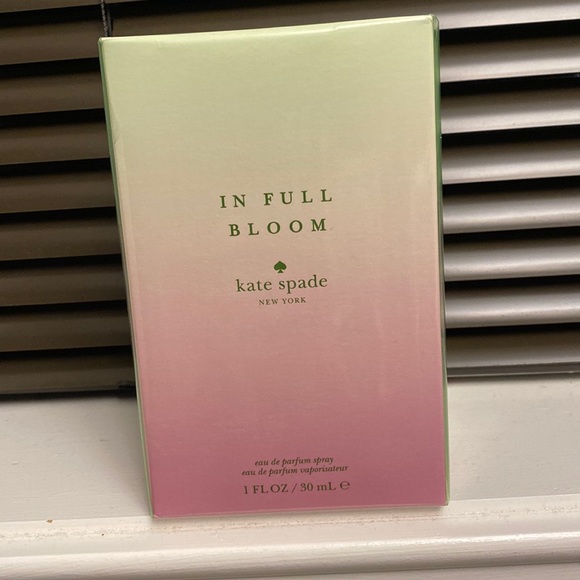 IN FULL
BLOOM
kate spade
NEW YORK
eau de parfum spray
eau de parfum vaporisateur
1 FL OZ / 30 mL ℮